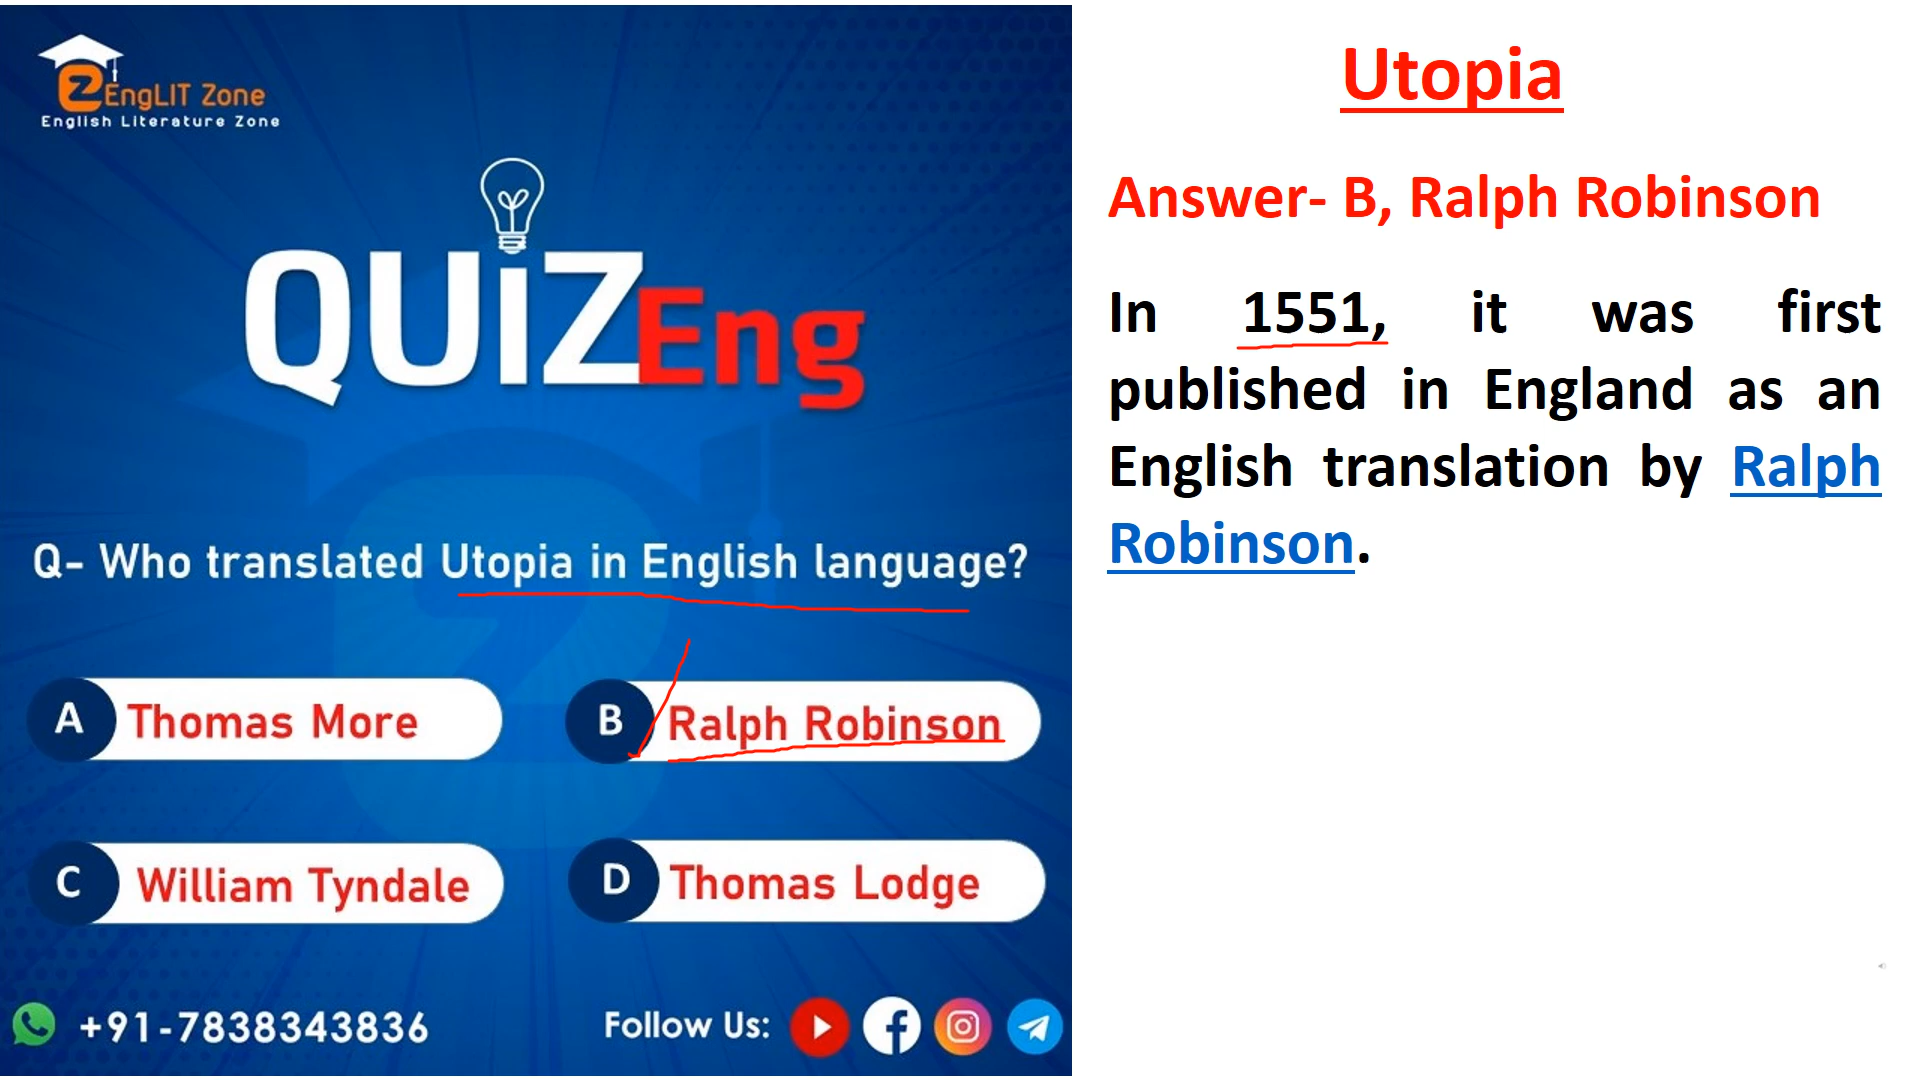 EngLIT Zone
English Literature Zone
QUiZEng
Q- Who translated Utopia in English language?
A Thomas More
B Ralph Robinson
C William Tyndale
D Thomas Lodge
+91-7838343836
Follow Us:
Utopia
Answer- B, Ralph Robinson
In 1551, it was first
published in England as an
English translation by Ralph
Robinson.